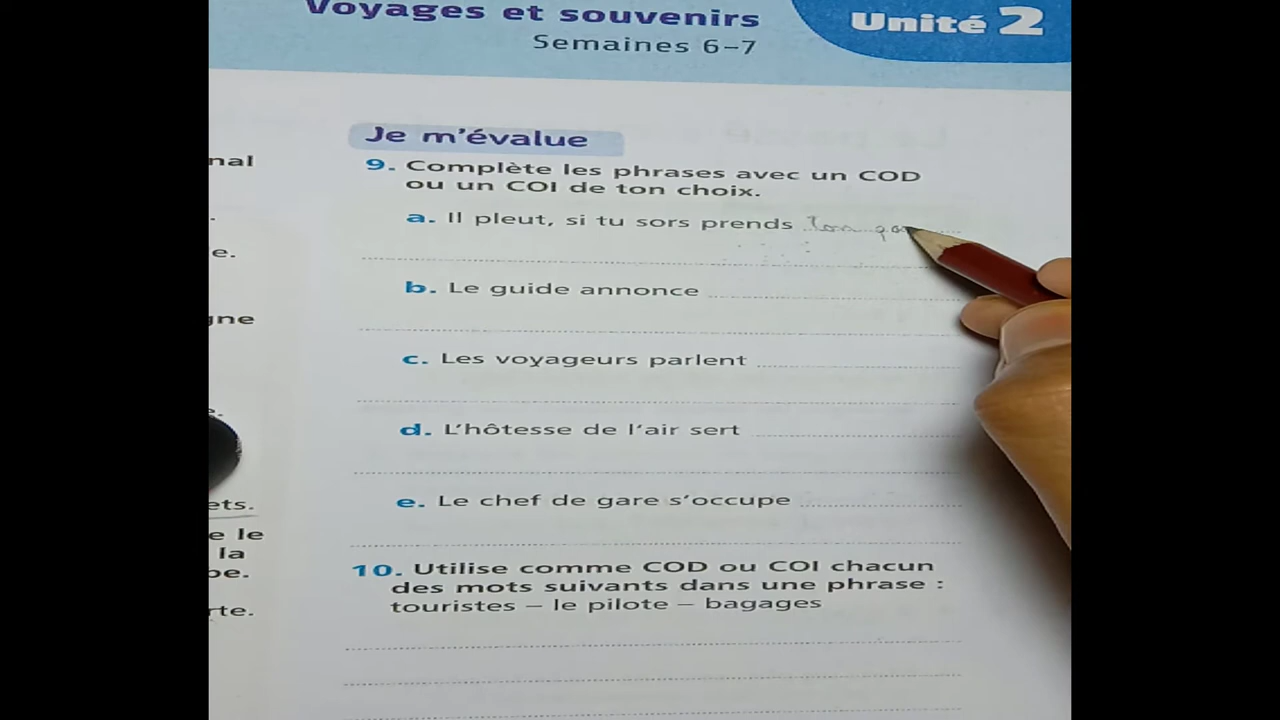 Voyages et souvenirs
Unité 2
Semaines 6–7
Je m'évalue
9. Complète les phrases avec un COD
ou un COI de ton choix.
a. Il pleut, si tu sors prends ton
b. Le guide annonce
c. Les voyageurs parlent
d. L'hôtesse de l'air sert
e. Le chef de gare s'occupe
10. Utilise comme COD ou COI chacun
des mots suivants dans une phrase :
touristes – le pilote – bagages
nal
e.
gne
ets.
e le
la
pe.
rte.